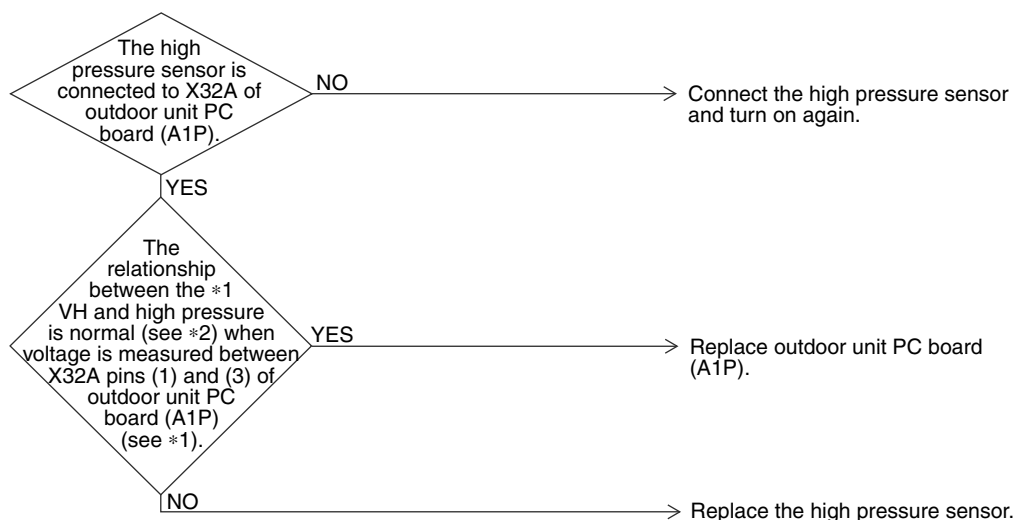 The high
pressure sensor is
connected to X32A of
outdoor unit PC
board (A1P).
NO
Connect the high pressure sensor
and turn on again.
YES
The
relationship
between the *1
VH and high pressure
is normal (see *2) when
voltage is measured between
X32A pins (1) and (3) of
outdoor unit PC
board (A1P)
(see *1).
YES
Replace outdoor unit PC board
(A1P).
NO
Replace the high pressure sensor.